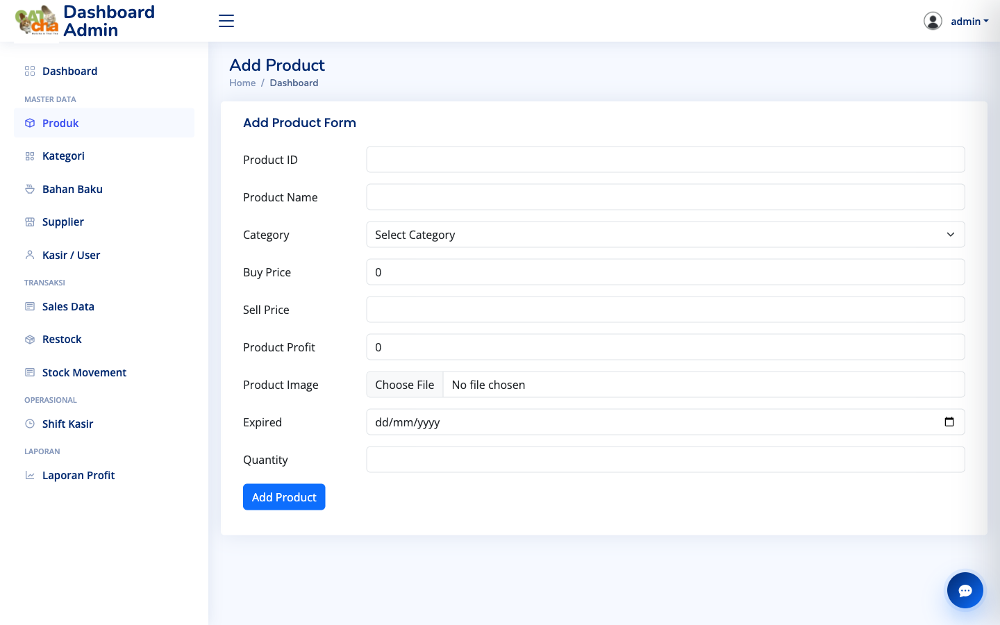 CATcha
Dashboard
Admin
admin
Dashboard
MASTER DATA
Produk
Kategori
Bahan Baku
Supplier
Kasir / User
TRANSAKSI
Sales Data
Restock
Stock Movement
OPERASIONAL
Shift Kasir
LAPORAN
Laporan Profit
Add Product
Home / Dashboard
Add Product Form
Product ID
Product Name
Category Select Category
Buy Price 0
Sell Price
Product Profit 0
Product Image Choose File No file chosen
Expired dd/mm/yyyy
Quantity
Add Product